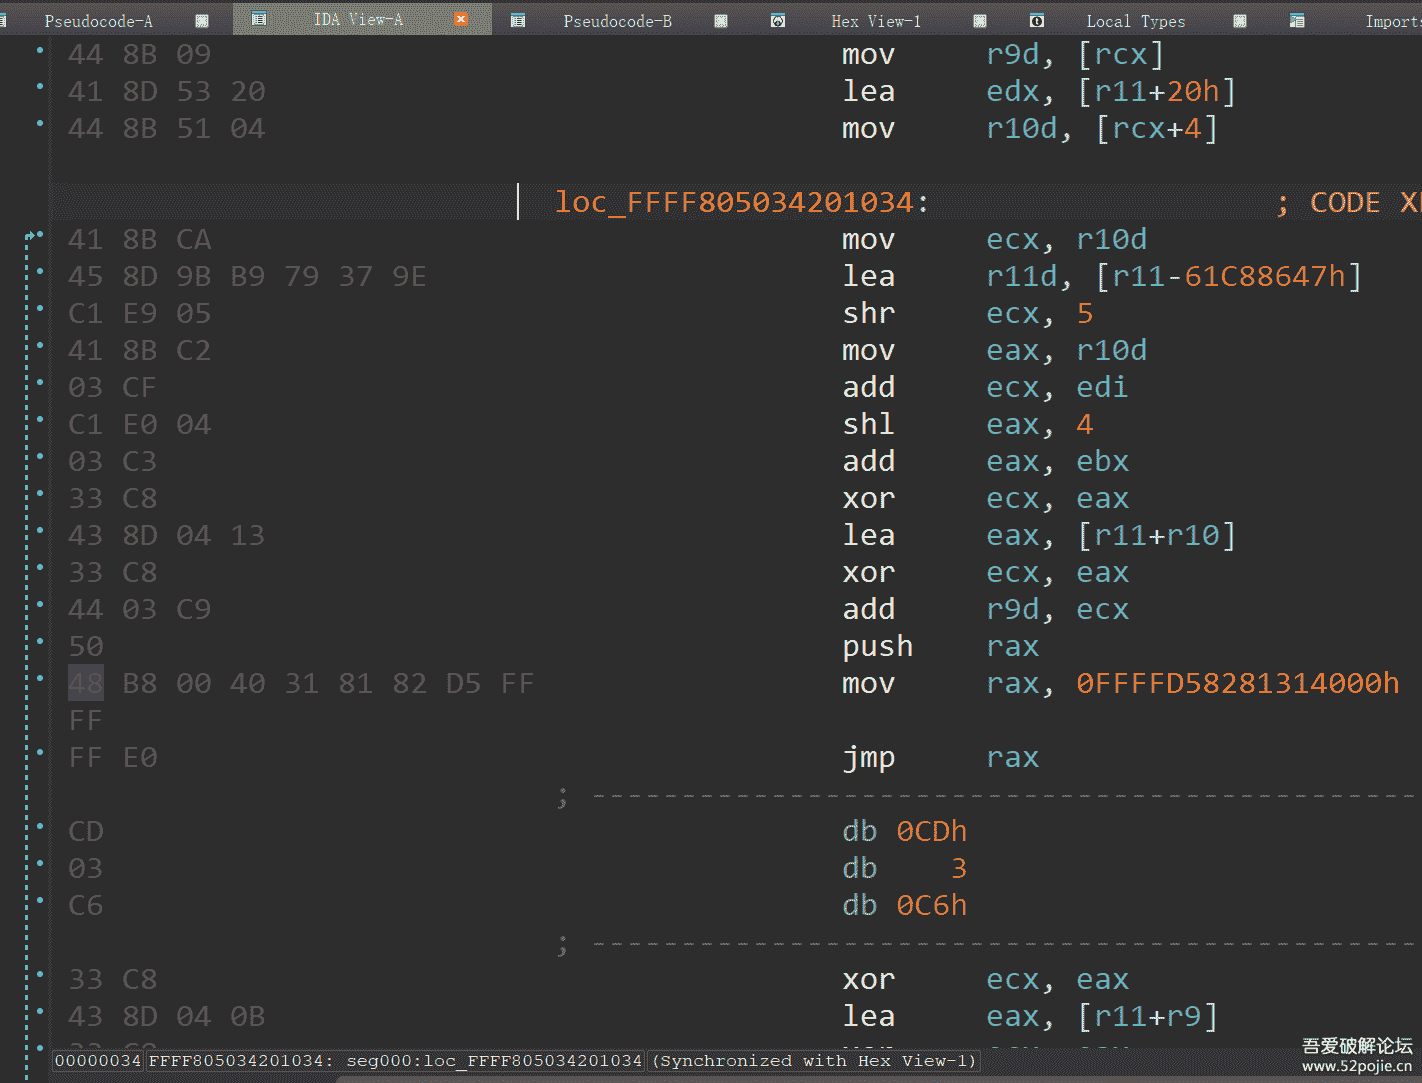 Pseudocode-A IDA View-A Pseudocode-B Hex View-1 Local Types Imports
44 8B 09 mov r9d, [rcx]
41 8D 53 20 lea edx, [r11+20h]
44 8B 51 04 mov r10d, [rcx+4]
loc_FFFF805034201034: ; CODE XR
41 8B CA mov ecx, r10d
45 8D 9B B9 79 37 9E lea r11d, [r11-61C88647h]
C1 E9 05 shr ecx, 5
41 8B C2 mov eax, r10d
03 CF add ecx, edi
C1 E0 04 shl eax, 4
03 C3 add eax, ebx
33 C8 xor ecx, eax
43 8D 04 13 lea eax, [r11+r10]
33 C8 xor ecx, eax
44 03 C9 add r9d, ecx
50 push rax
48 B8 00 40 31 81 82 D5 FF mov rax, 0FFFFD58281314000h
FF
FF E0 jmp rax
; ---------------------------------------------
CD db 0CDh
03 db 3
C6 db 0C6h
; ---------------------------------------------
33 C8 xor ecx, eax
43 8D 04 0B lea eax, [r11+r9]
00000034 FFFF805034201034: seg000:loc_FFFF805034201034 (Synchronized with Hex View-1)
吾爱破解论坛
www.52pojie.cn